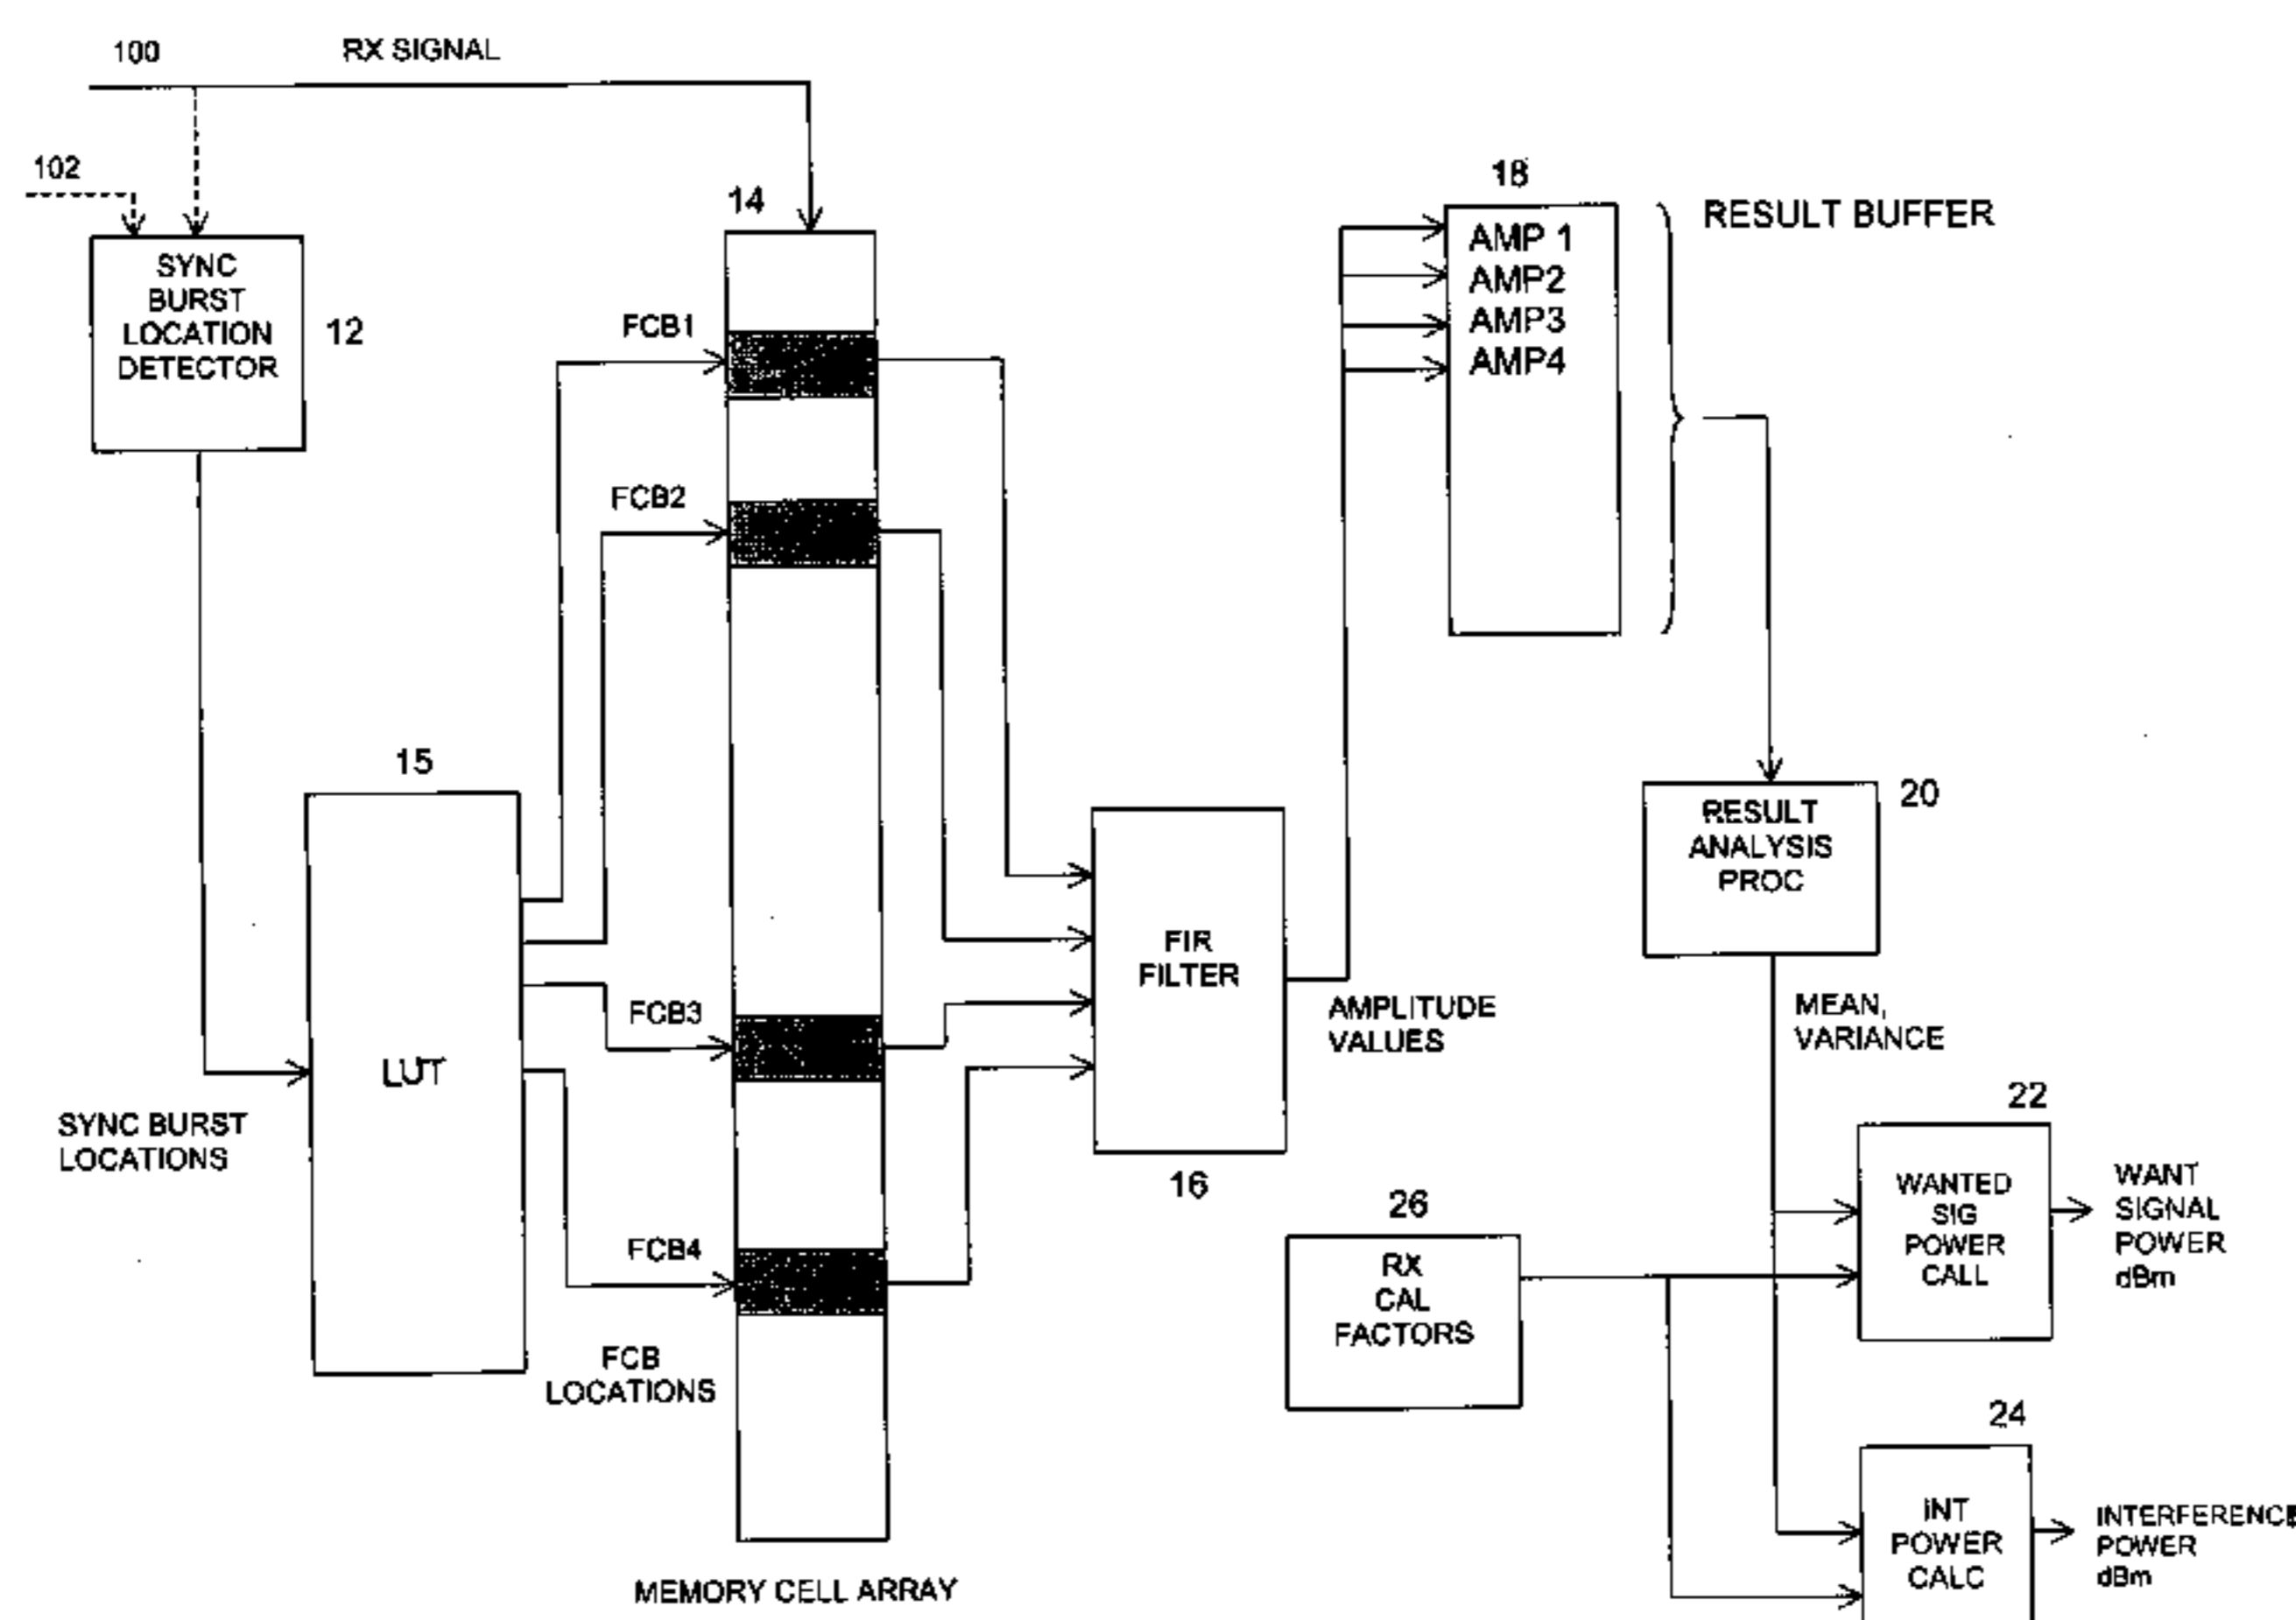 100
RX SIGNAL
102
SYNC
BURST
LOCATION
DETECTOR
12
14
FCB1
FCB2
FCB3
FCB4
18
AMP 1
AMP2
AMP3
AMP4
RESULT BUFFER
15
LUT
SYNC BURST
LOCATIONS
FCB
LOCATIONS
MEMORY CELL ARRAY
FIR
FILTER
16
AMPLITUDE
VALUES
RESULT
ANALYSIS
PROC
20
MEAN,
VARIANCE
26
RX
CAL
FACTORS
22
WANTED
SIG
POWER
CALL
WANT
SIGNAL
POWER
dBm
24
INT
POWER
CALC
INTERFERENCE
POWER
dBm